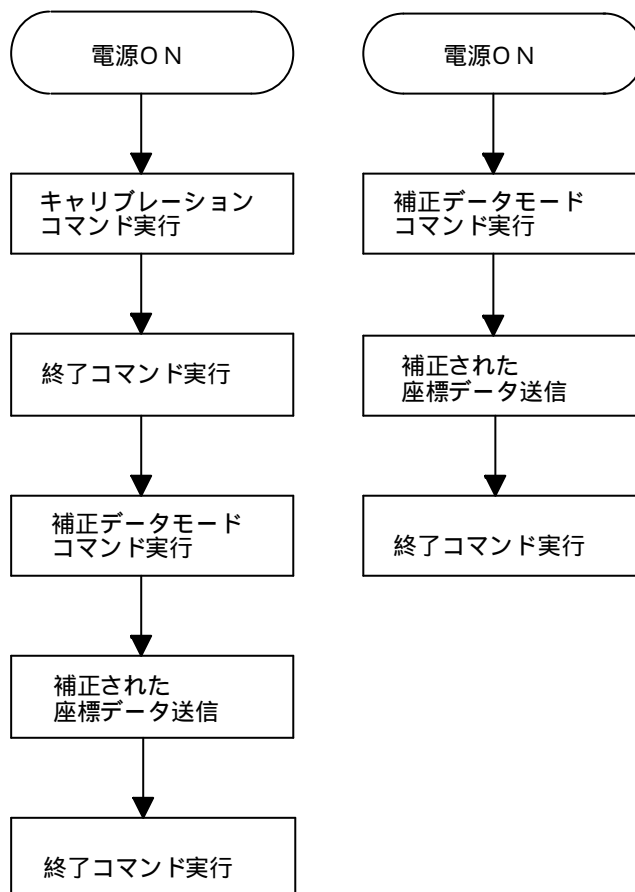 電源ＯＮ
キャリブレーション
コマンド実行
終了コマンド実行
補正データモード
コマンド実行
補正された
座標データ送信
終了コマンド実行
電源ＯＮ
補正データモード
コマンド実行
補正された
座標データ送信
終了コマンド実行